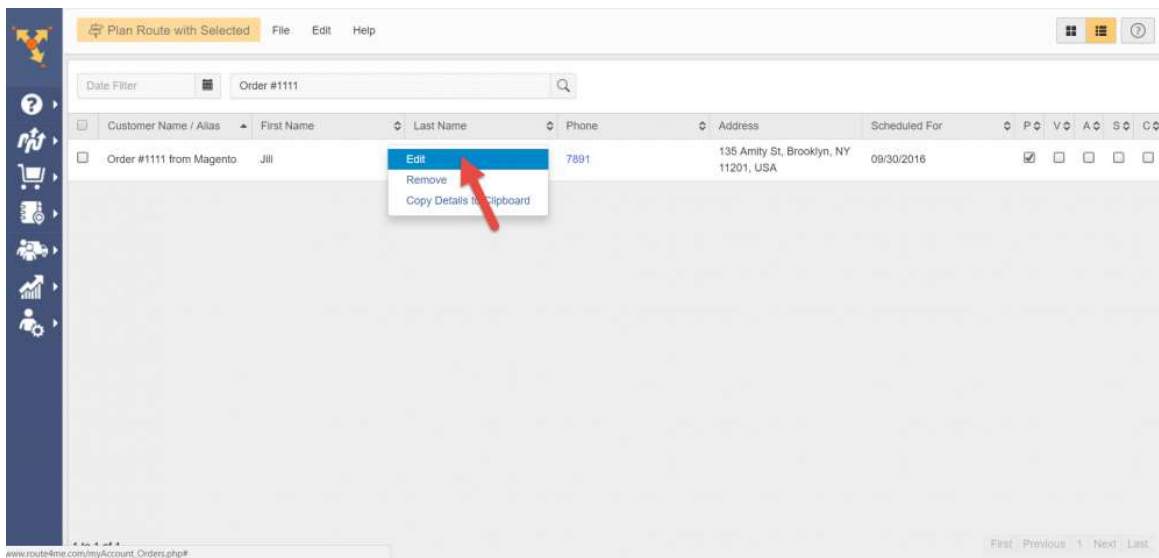 Plan Route with Selected File Edit Help
Date Filter Order #1111
Customer Name / Alias First Name Last Name Phone Address Scheduled For P V A S C
Order #1111 from Magento Jill 7891 135 Amity St, Brooklyn, NY 11201, USA 09/30/2016
Edit
Remove
Copy Details to Clipboard
First Previous 1 Next Last
www.route4me.com/myAccount_Orders.php#